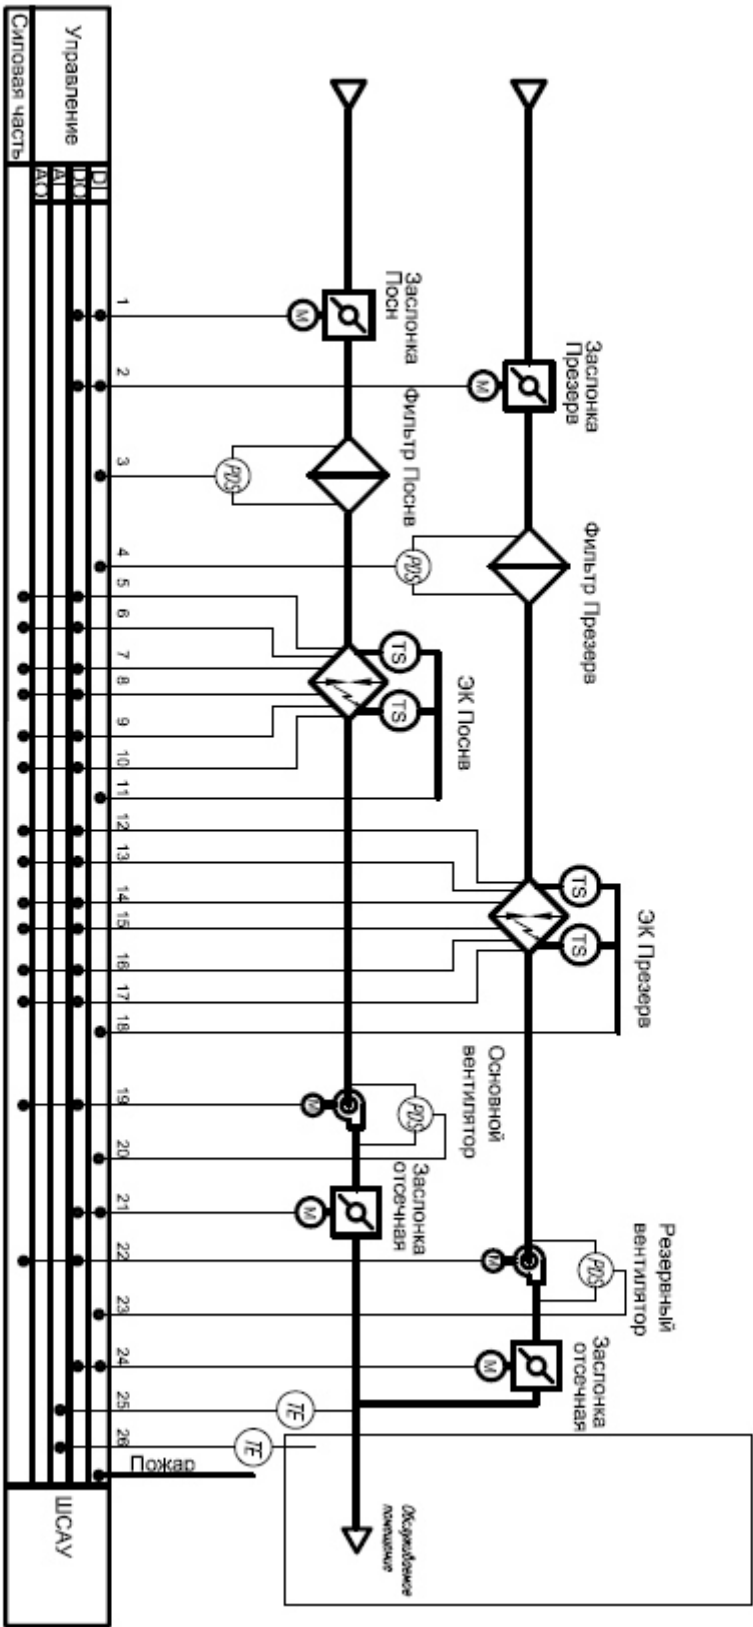 Заслонка
Презерв
Фильтр Презерв
ЭК Презерв
Резервный
вентилятор
Заслонка
отсечная
M
PDS
TS
TS
M
PDS
M
Заслонка
Посн
Фильтр Поснв
ЭК Поснв
Основной
вентилятор
Заслонка
отсечная
M
PDS
TS
TS
M
PDS
M
TE
TE
Обслуживаемое
помещение
Пожар
1
2
3
4
5
6
7
8
9
10
11
12
13
14
15
16
17
18
19
20
21
22
23
24
25
26
Управление
DI
DO
AI
AO
Силовая часть
ШСАУ